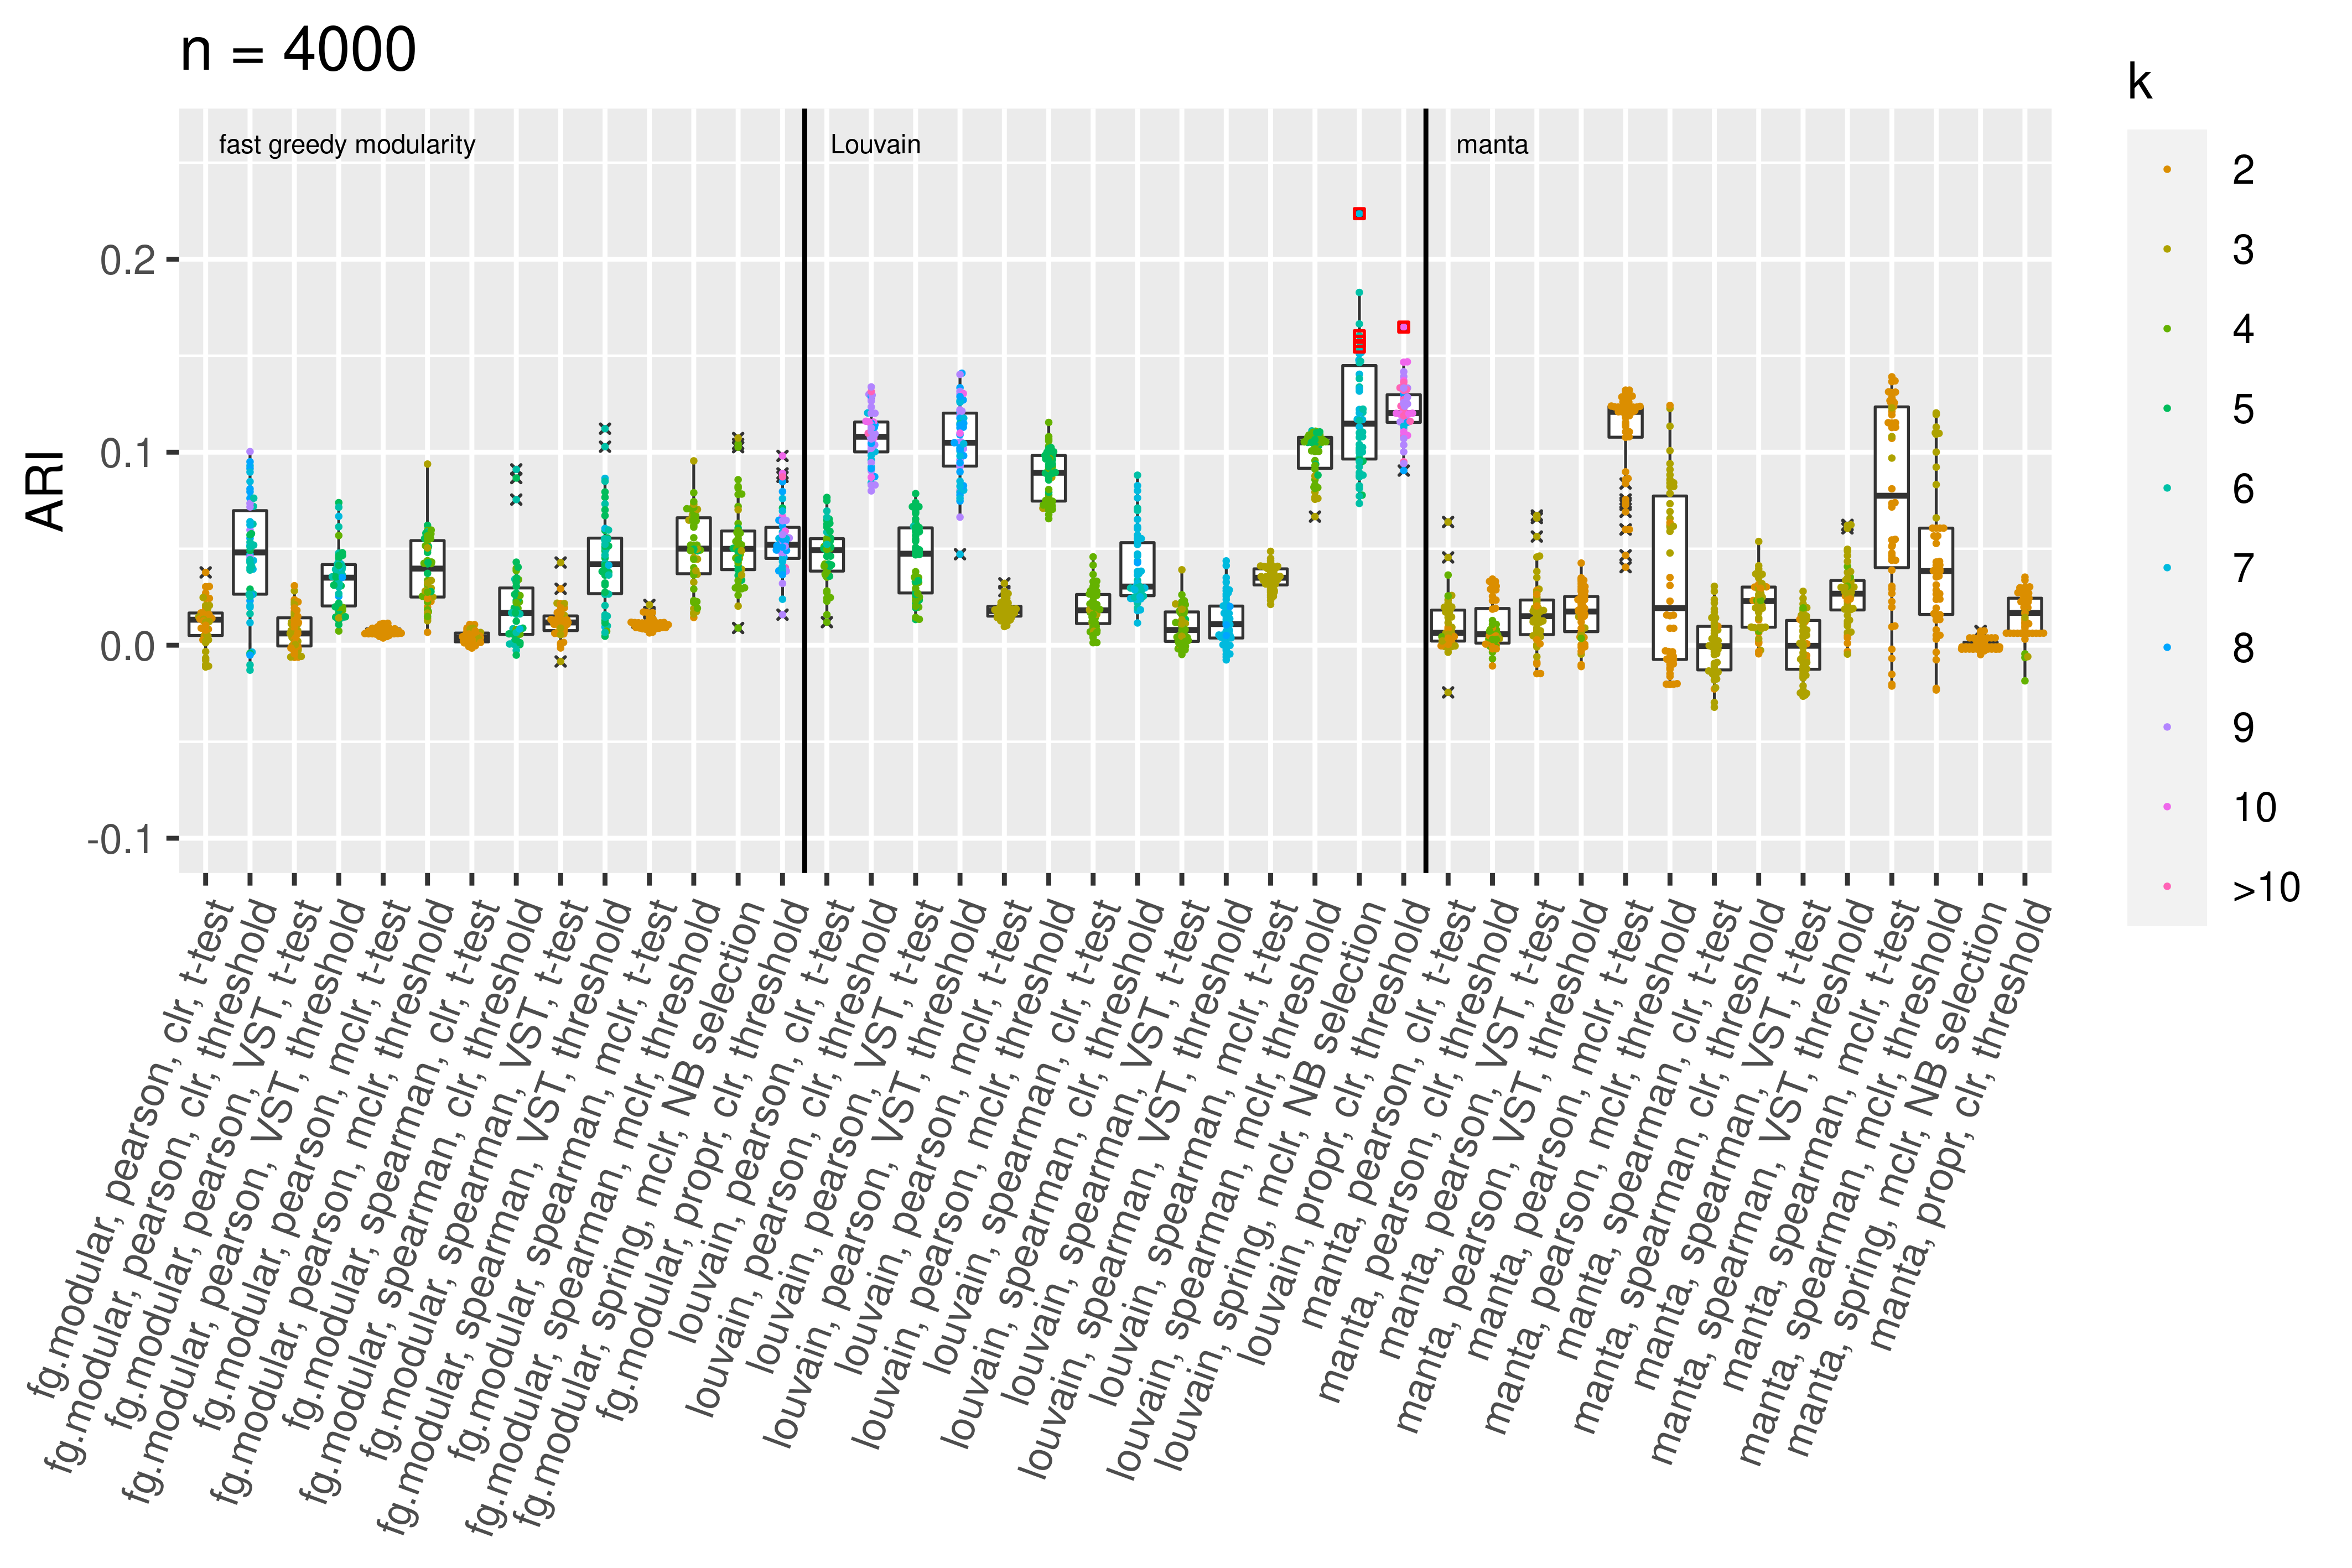 n = 4000
k
fast greedy modularity
Louvain
manta
2
3
4
5
6
7
8
9
10
>10
ARI
0.2
0.1
0.0
-0.1
fg.modular, pearson, clr, t-test
fg.modular, pearson, clr, threshold
fg.modular, pearson, VST, t-test
fg.modular, pearson, VST, threshold
fg.modular, pearson, mclr, t-test
fg.modular, pearson, mclr, threshold
fg.modular, spearman, clr, t-test
fg.modular, spearman, clr, threshold
fg.modular, spearman, VST, t-test
fg.modular, spearman, VST, threshold
fg.modular, spearman, mclr, t-test
fg.modular, spearman, mclr, threshold
fg.modular, spring, mclr, NB selection
fg.modular, propr, clr, threshold
louvain, pearson, clr, t-test
louvain, pearson, clr, threshold
louvain, pearson, VST, t-test
louvain, pearson, VST, threshold
louvain, pearson, mclr, t-test
louvain, pearson, mclr, threshold
louvain, spearman, clr, t-test
louvain, spearman, clr, threshold
louvain, spearman, VST, t-test
louvain, spearman, VST, threshold
louvain, spearman, mclr, t-test
louvain, spearman, mclr, threshold
louvain, spring, mclr, NB selection
louvain, propr, clr, threshold
manta, pearson, clr, t-test
manta, pearson, clr, threshold
manta, pearson, VST, t-test
manta, pearson, VST, threshold
manta, pearson, mclr, t-test
manta, pearson, mclr, threshold
manta, spearman, clr, t-test
manta, spearman, clr, threshold
manta, spearman, VST, t-test
manta, spearman, VST, threshold
manta, spearman, mclr, t-test
manta, spearman, mclr, threshold
manta, spring, mclr, NB selection
manta, propr, clr, threshold